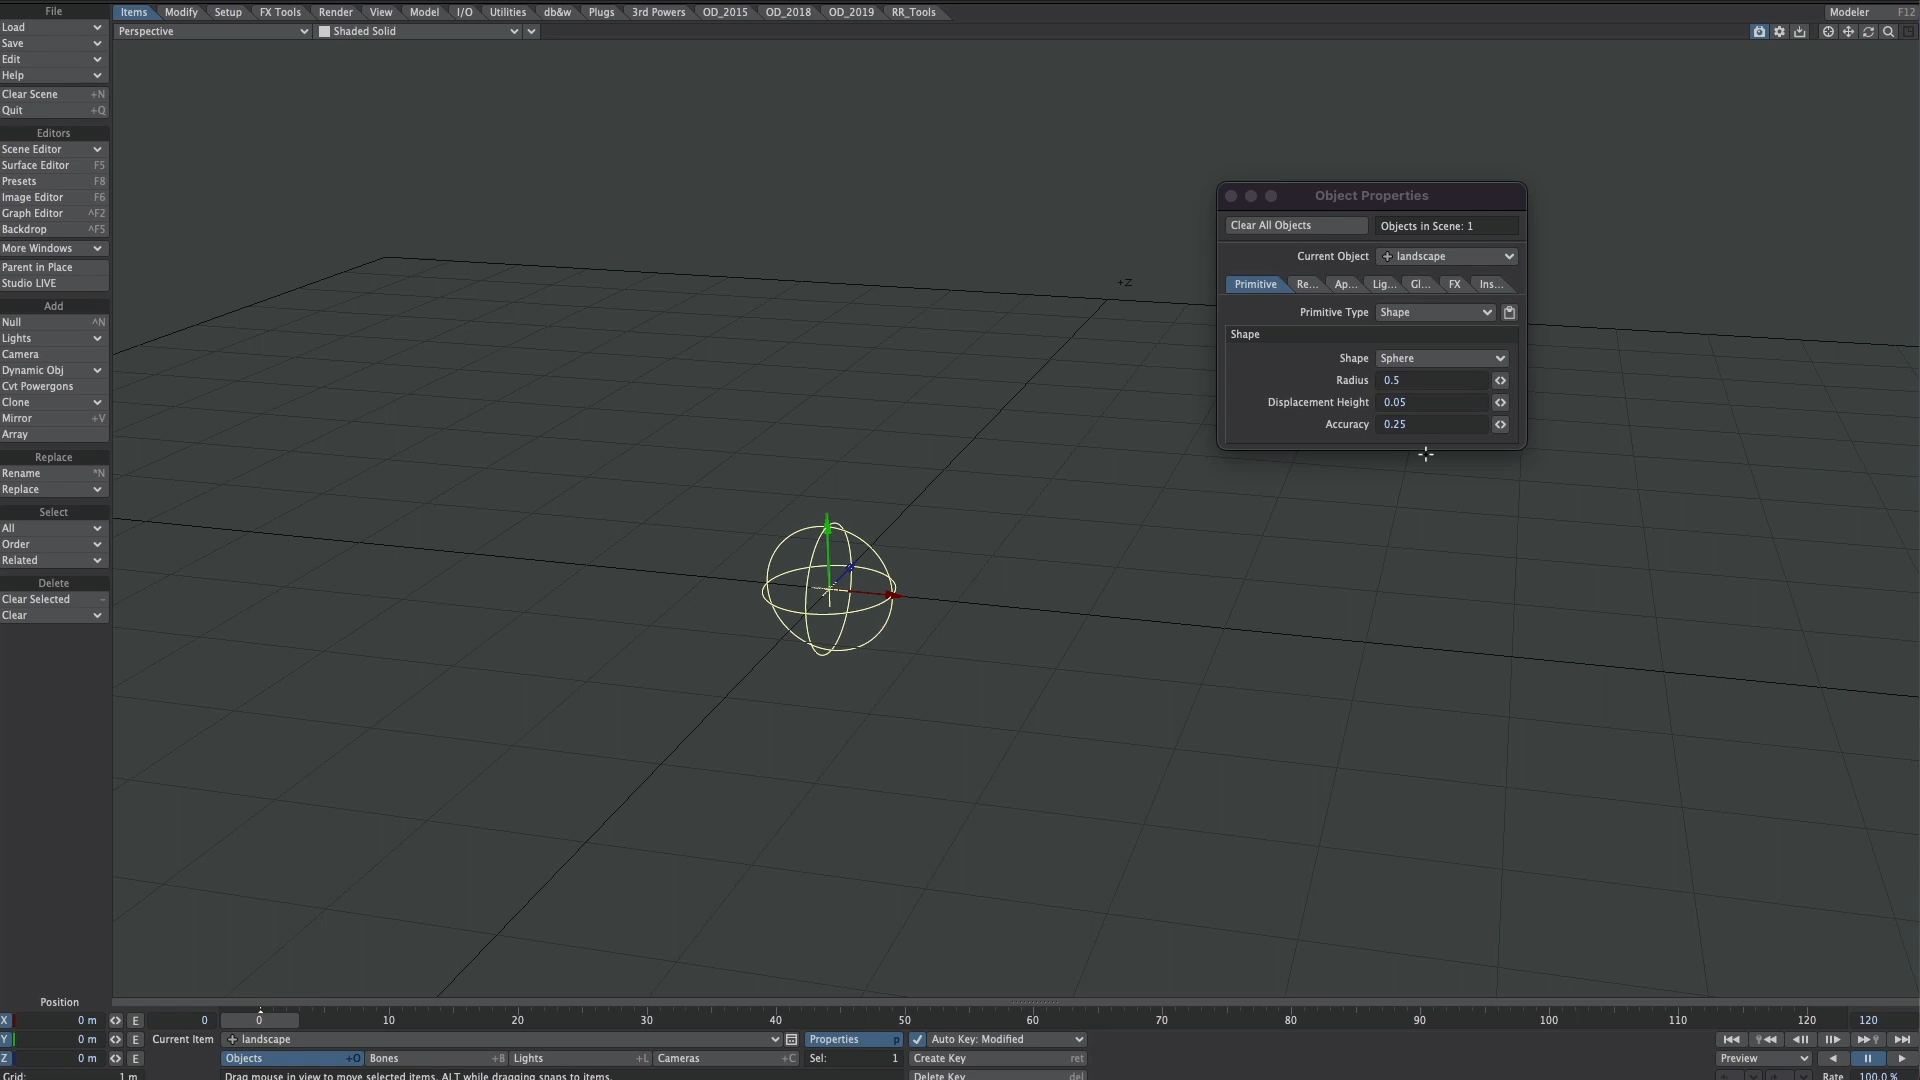 File Items Modify Setup FX Tools Render View Model I/O Utilities db&w Plugs 3rd Powers OD_2015 OD_2018 OD_2019 RR_Tools Modeler F12
Load Perspective Shaded Solid
Save
Edit
Help
Clear Scene +N
Quit +Q
Editors
Scene Editor
Surface Editor F5
Presets F8
Image Editor F6
Graph Editor ^F2
Backdrop ^F5
More Windows
Parent in Place
Studio LIVE
Add
Null ^N
Lights
Camera
Dynamic Obj
Cvt Powergons
Clone
Mirror +V
Array
Replace
Rename *N
Replace
Select
All
Order
Related
Delete
Clear Selected -
Clear
+Z
Object Properties
Clear All Objects Objects in Scene: 1
Current Object landscape
Primitive Re... Ap... Lig... Gl... FX Ins...
Primitive Type Shape
Shape
Shape Sphere
Radius 0.5
Displacement Height 0.05
Accuracy 0.25
Position
X 0 m E 0 0 10 20 30 40 50 60 70 80 90 100 110 120 120
Y 0 m E Current Item landscape Properties p Auto Key: Modified
Z 0 m E Objects +O Bones +B Lights +L Cameras +C Sel: 1 Create Key ret Preview
Grid: 1 m Drag mouse in view to move selected items. ALT while dragging snaps to items. Delete Key del Rate 100.0 %